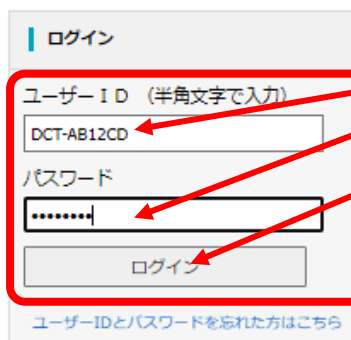 ログイン
ユーザーＩＤ （半角文字で入力）
DCT-AB12CD
パスワード
••••••••
ログイン
ユーザーIDとパスワードを忘れた方はこちら